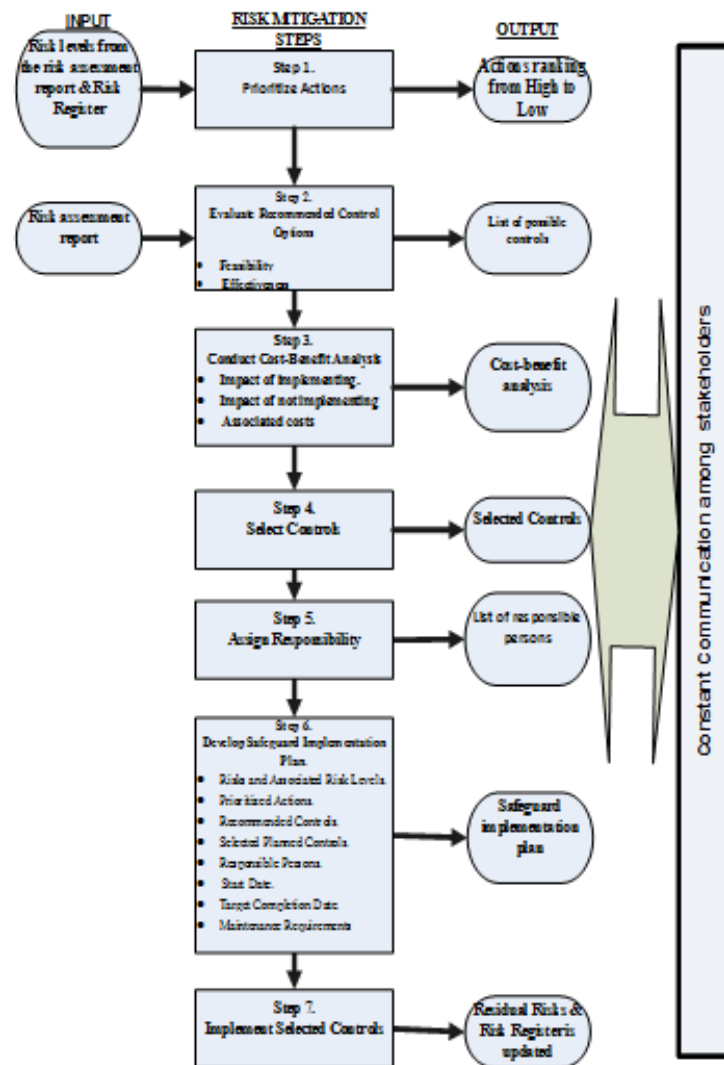 INPUT
RISK MITIGATION
STEPS
OUTPUT
Risk levels from
the risk assessment
report & Risk
Register
Step 1.
Prioritize Actions
Actions ranking
from High to
Low
Risk assessment
report
Step 2.
Evaluate Recommended Control
Options
• Feasibility
• Effectiveness
List of possible
controls
Step 3.
Conduct Cost-Benefit Analysis
• Impact of implementing.
• Impact of not implementing
• Associated costs
Cost-benefit
analysis
Step 4.
Select Controls
Selected Controls
Step 5.
Assign Responsibility
List of responsible
persons
Step 6.
Develop Safeguard Implementation
Plan.
• Risks and Associated Risk Levels.
• Prioritized Actions.
• Recommended Controls.
• Selected Planned Controls.
• Responsible Persons.
• Start Date.
• Target Completion Date.
• Maintenance Requirements
Safeguard
implementation
plan
Step 7.
Implement Selected Controls
Residual Risks &
Risk Register is
updated
Constant Communication among stakeholders